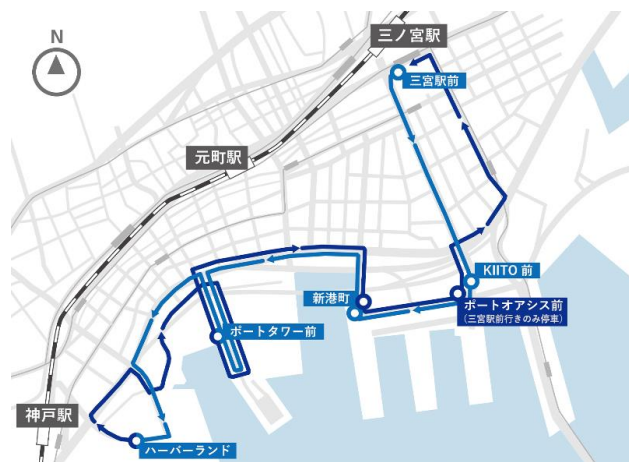 N
三ノ宮駅
三宮駅前
元町駅
KIITO 前
新港町
ポートオアシス前
(三宮駅前行きのみ停車)
ポートタワー前
神戸駅
ハーバーランド